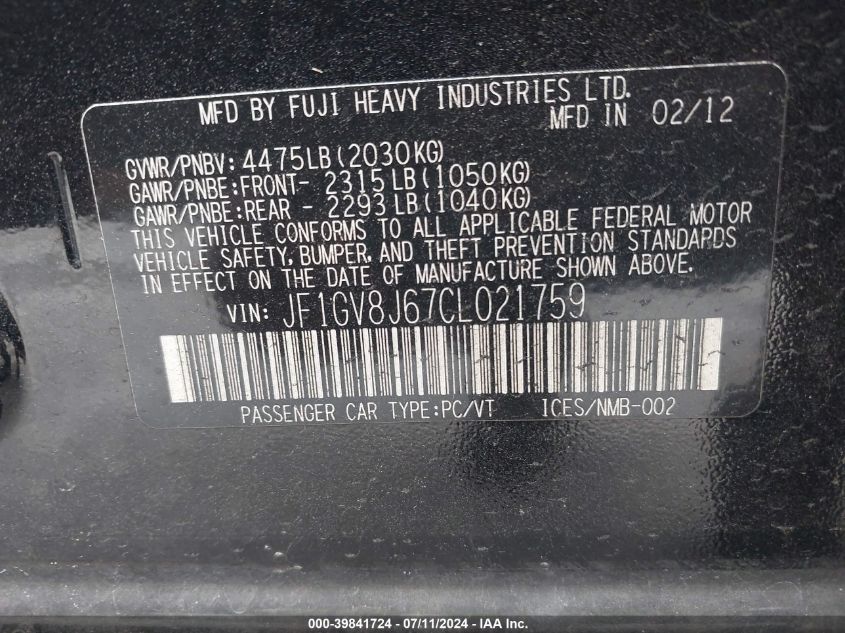 MFD BY FUJI HEAVY INDUSTRIES LTD.
MFD IN 02/12
GVWR/PNBV: 4475LB(2030KG)
GAWR/PNBE:FRONT- 2315LB(1050KG)
GAWR/PNBE:REAR - 2293LB(1040KG)
THIS VEHICLE CONFORMS TO ALL APPLICABLE FEDERAL MOTOR
VEHICLE SAFETY, BUMPER, AND THEFT PREVENTION STANDARDS
IN EFFECT ON THE DATE OF MANUFACTURE SHOWN ABOVE.
VIN: JF1GV8J67CL021759
PASSENGER CAR TYPE:PC/VT ICES/NMB-002
000-39841724 - 07/11/2024 - IAA Inc.